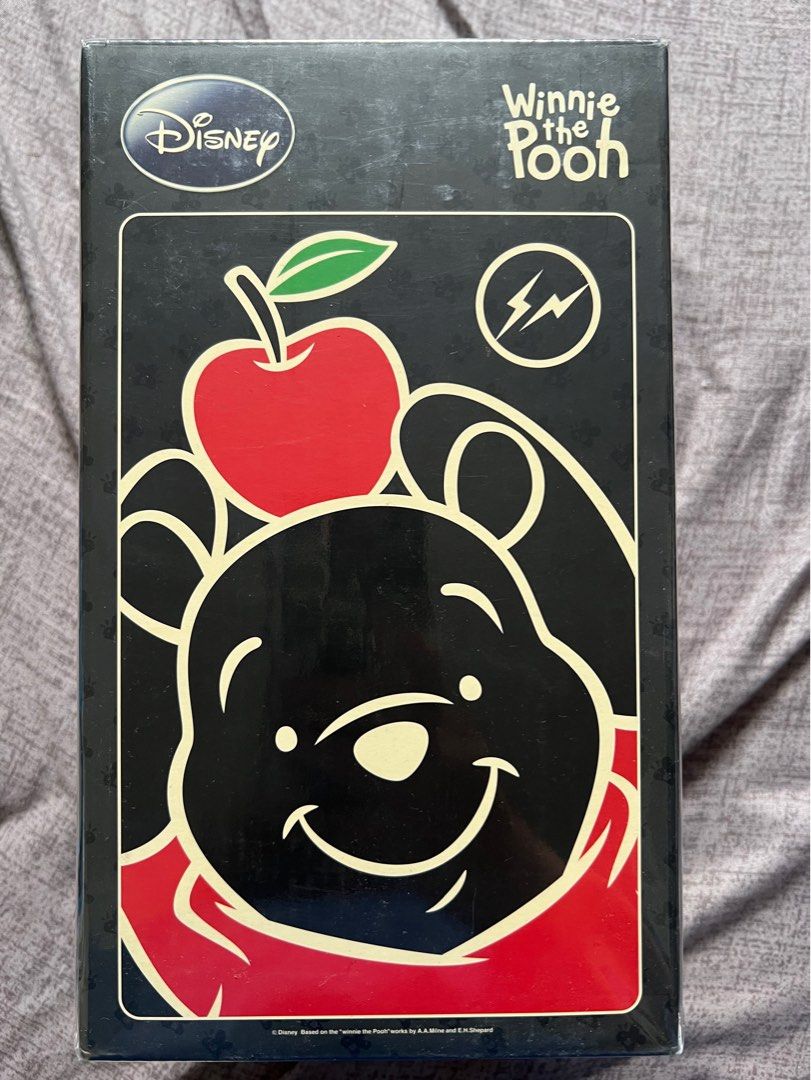 Disney
Winnie
the
Pooh
© Disney Based on the "winnie the Pooh" works by A.A.Milne and E.H.Shepard